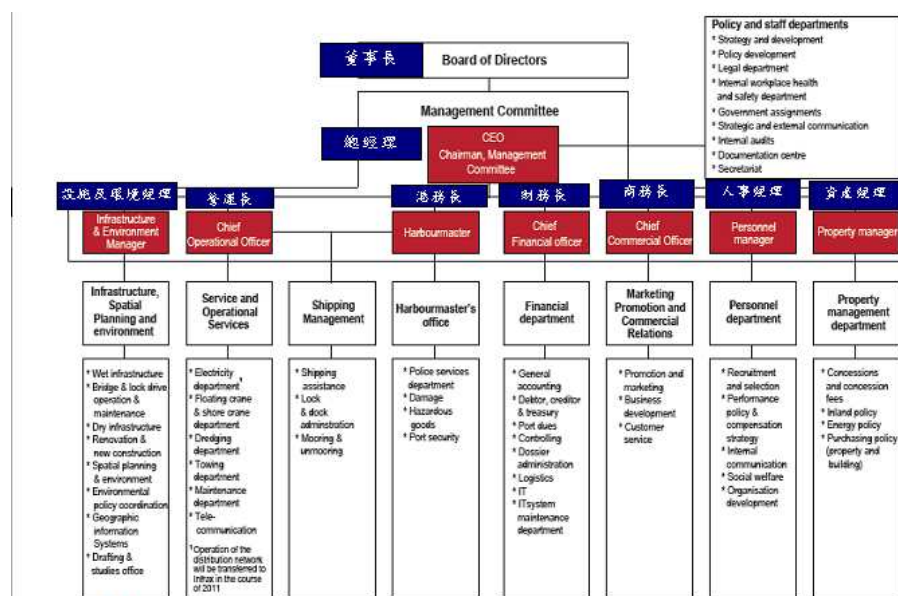 Policy and staff departments
* Strategy and development
* Policy development
* Legal department
* Internal workplace health
and safety department
* Government assignments
* Strategic and external communication
* Internal audits
* Documentation centre
* Secretariat
董事長
Board of Directors
Management Committee
總經理
CEO
Chairman, Management
Committee
設施及環境經理
營運長
港務長
財務長
商務長
人事經理
資產經理
Infrastructure
& Environment
Manager
Chief
Operational Officer
Harbourmaster
Chief
Financial officer
Chief
Commercial Officer
Personnel
manager
Property manager
Infrastructure,
Spatial
Planning and
environment
Service and
Operational
Services
Shipping
Management
Harbourmaster's
office
Financial
department
Marketing
Promotion and
Commercial
Relations
Personnel
department
Property
management
department
* Wet infrastructure
* Bridge & lock drive
operation &
maintenance
* Dry infrastructure
* Renovation &
new construction
* Spatial planning
& environment
* Environmental
policy coordination
* Geographic
information
Systems
* Drafting &
studies office
* Electricity
department¹
* Floating crane
& shore crane
department
* Dredging
department
* Towing
department
* Maintenance
department
* Tele-
communication
¹Operation of the
distribution network
will be transferred to
Infrax in the course
of 2011
* Shipping
assistance
* Lock
& dock
adminstration
* Mooring &
unmooring
* Police services
department
* Damage
* Hazardous
goods
* Port security
* General
accounting
* Debtor, creditor
& treasury
* Port dues
* Controlling
* Dossier
administration
* Logistics
* IT
* ITsystem
maintenance
department
* Promotion and
marketing
* Business
development
* Customer
service
* Recruitment
and selection
* Performance
policy &
compensation
strategy
* Internal
communication
* Social welfare
* Organisation
development
* Concessions
and concession
fees
* Inland policy
* Energy policy
* Purchasing policy
(property and
building)